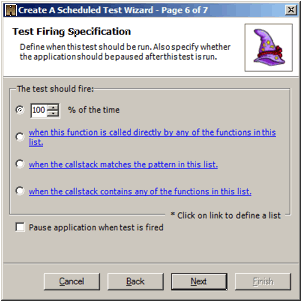 Create A Scheduled Test Wizard - Page 6 of 7
Test Firing Specification
Define when this test should be run. Also specify whether
the application should be paused after this test is run.
The test should fire:
100 % of the time
when this function is called directly by any of the functions in this
list.
when the callstack matches the pattern in this list.
when the callstack contains any of the functions in this list.
* Click on link to define a list
Pause application when test is fired
Cancel Back Next Finish